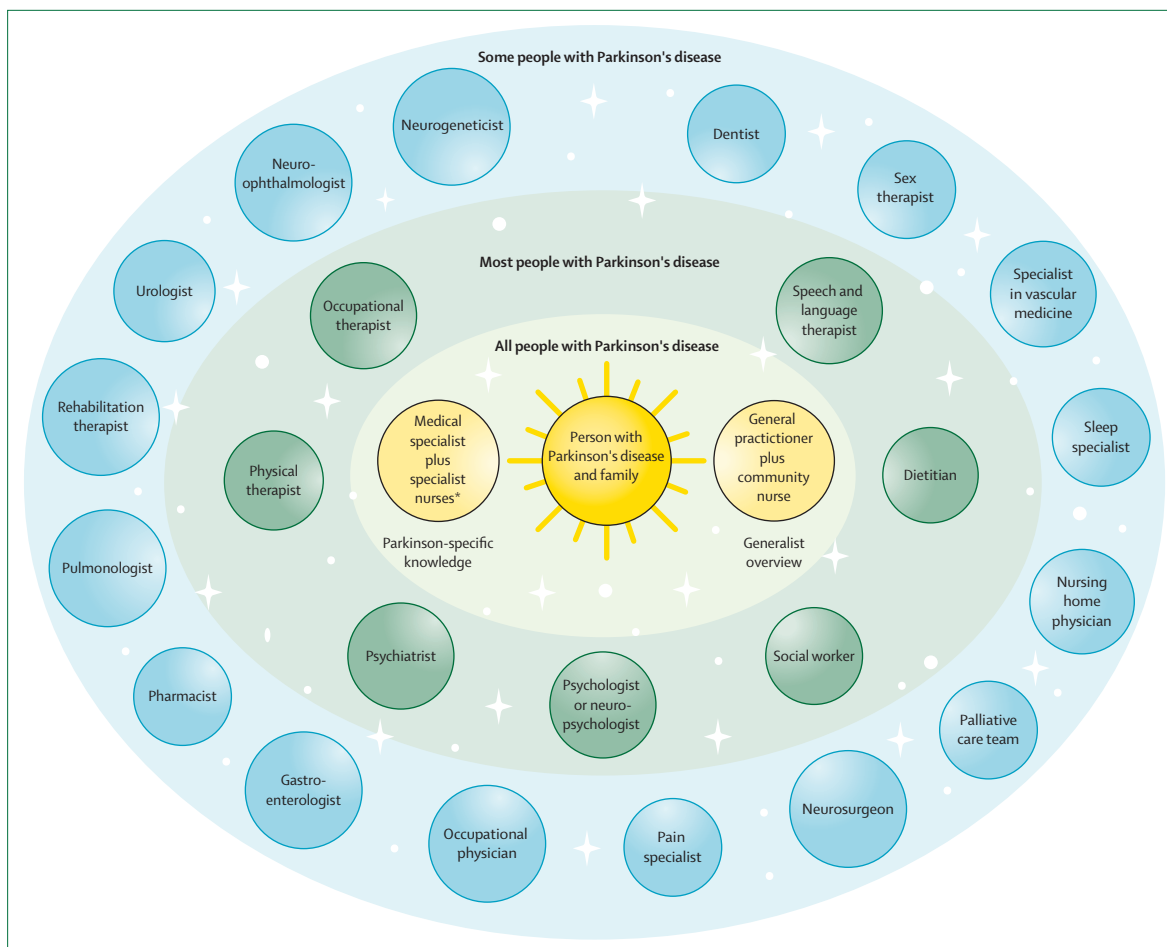 Some people with Parkinson's disease
Neurogeneticist
Dentist
Neuro-
ophthalmologist
Sex
therapist
Urologist
Specialist
in vascular
medicine
Most people with Parkinson's disease
Occupational
therapist
Speech and
language
therapist
Rehabilitation
therapist
Sleep
specialist
All people with Parkinson's disease
Physical
therapist
Medical
specialist
plus
specialist
nurses*
Person with
Parkinson's disease
and family
General
practictioner
plus
community
nurse
Dietitian
Parkinson-specific
knowledge
Generalist
overview
Pulmonologist
Nursing
home
physician
Psychiatrist
Psychologist
or neuro-
psychologist
Social worker
Pharmacist
Palliative
care team
Gastro-
enterologist
Occupational
physician
Pain
specialist
Neurosurgeon